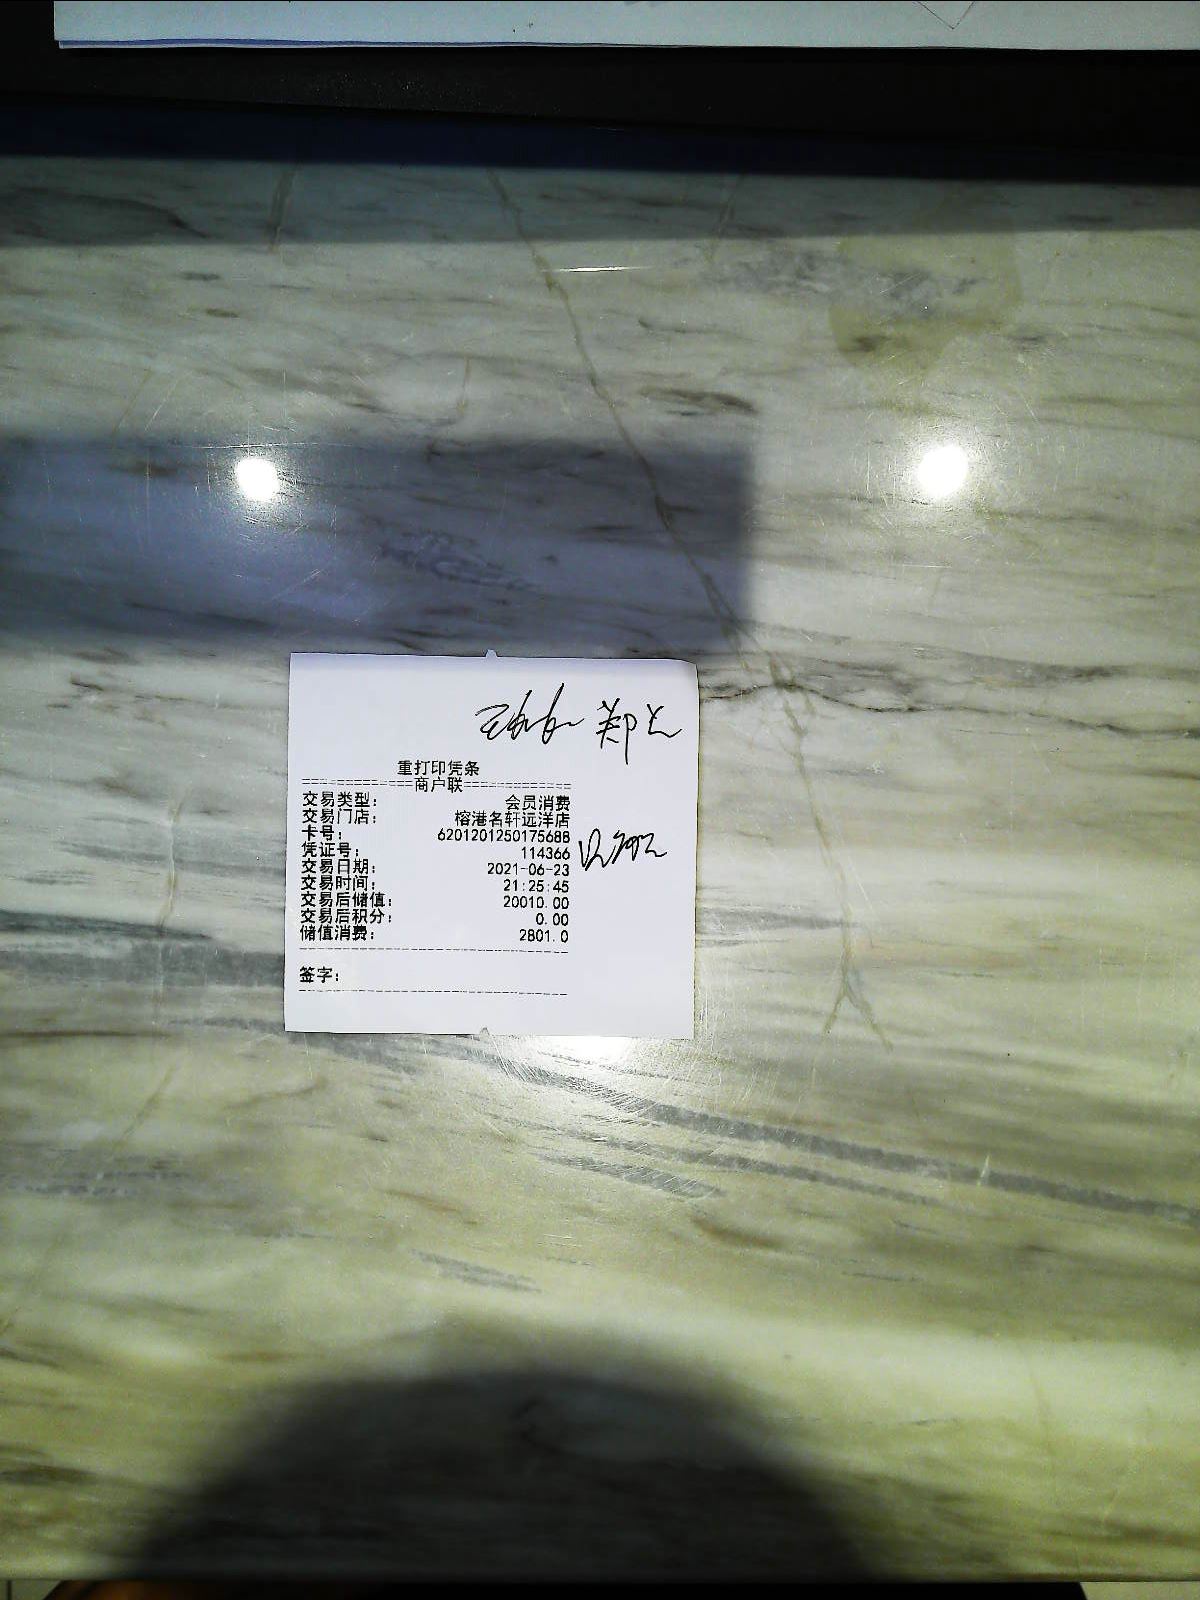 郑总
重打印凭条
================商户联================
交易类型: 会员消费
交易门店: 榕港名轩远洋店
卡号: 6201201250175688
凭证号: 114366
交易日期: 2021-06-23
交易时间: 21:25:45
交易后储值: 20010.00
交易后积分: 0.00
储值消费: 2801.0
签字: